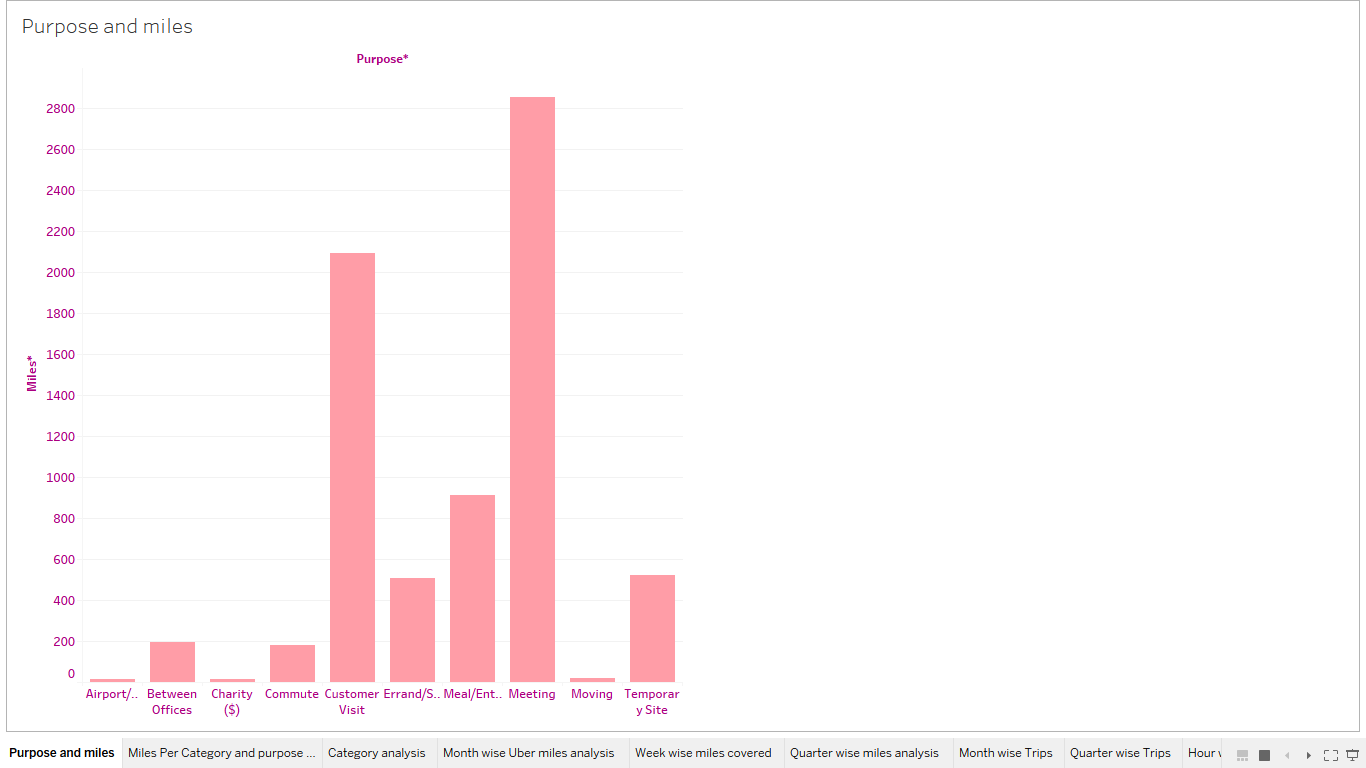 Purpose and miles
Purpose*
Miles*
2800
2600
2400
2200
2000
1800
1600
1400
1200
1000
800
600
400
200
0
Airport/..
Between
Offices
Charity
($)
Commute
Customer
Visit
Errand/S..
Meal/Ent..
Meeting
Moving
Temporar
y Site
Purpose and miles
Miles Per Category and purpose ...
Category analysis
Month wise Uber miles analysis
Week wise miles covered
Quarter wise miles analysis
Month wise Trips
Quarter wise Trips
Hour